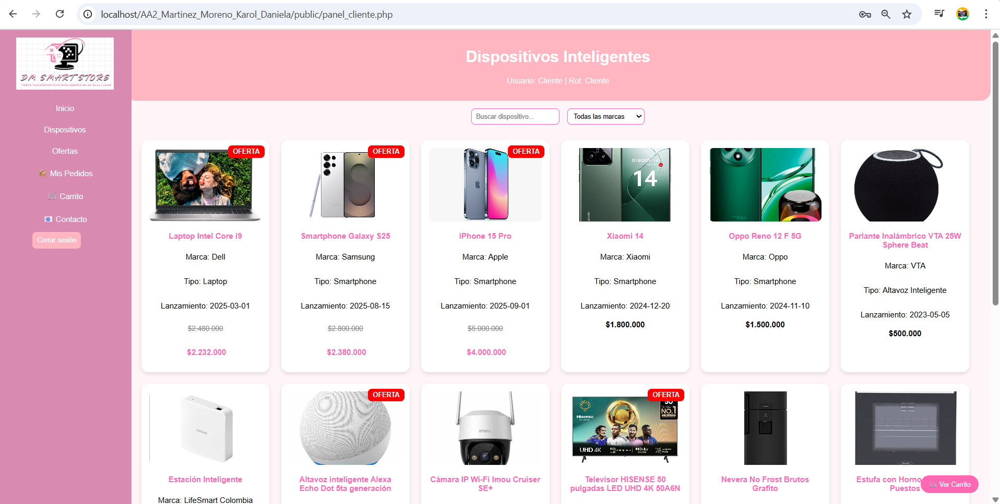 localhost/AA2_Martinez_Moreno_Karol_Daniela/public/panel_cliente.php
DM SMART STORE
TODOS TUS DISPOSITIVOS INTELIGENTES EN UN SOLO LUGAR
Inicio
Dispositivos
Ofertas
Mis Pedidos
Carrito
Contacto
Cerrar sesión
Dispositivos Inteligentes
Usuario: Cliente | Rol: Cliente
Buscar dispositivo...
Todas las marcas
OFERTA
Laptop Intel Core i9
Marca: Dell
Tipo: Laptop
Lanzamiento: 2025-03-01
$2.480.000
$2.232.000
OFERTA
Smartphone Galaxy S25
Marca: Samsung
Tipo: Smartphone
Lanzamiento: 2025-08-15
$2.800.000
$2.380.000
OFERTA
iPhone 15 Pro
Marca: Apple
Tipo: Smartphone
Lanzamiento: 2025-09-01
$5.000.000
$4.000.000
XIAOMI 14
14
Xiaomi 14
Marca: Xiaomi
Tipo: Smartphone
Lanzamiento: 2024-12-20
$1.800.000
Oppo Reno 12 F 5G
Marca: Oppo
Tipo: Smartphone
Lanzamiento: 2024-11-10
$1.500.000
Parlante Inalámbrico VTA 25W
Sphere Beat
Marca: VTA
Tipo: Altavoz Inteligente
Lanzamiento: 2023-05-05
$500.000
LifeSmart
Estación Inteligente
Marca: LifeSmart Colombia
OFERTA
Altavoz inteligente Alexa
Echo Dot 5ta generación
imou
Cámara IP Wi-Fi Imou Cruiser
SE+
OFERTA
Hisense
50
GLOBAL
NO.1
UHD 4K
Dolby
VISION
Televisor HISENSE 50
pulgadas LED UHD 4K 50A6N
Nevera No Frost Brutos
Grafito
Estufa con Horno
Puestos
Ver Carrito